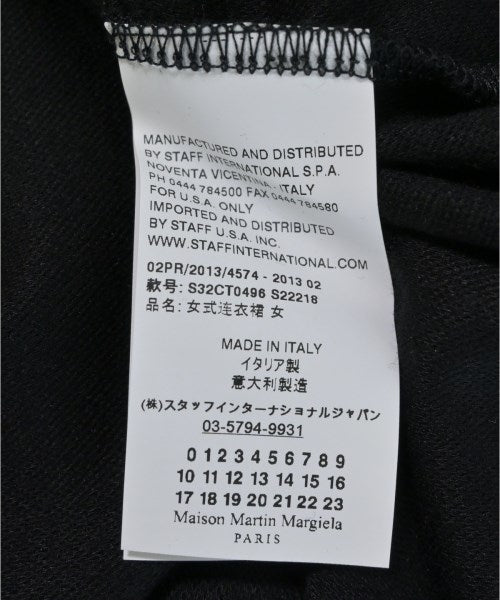 MANUFACTURED AND DISTRIBUTED
BY STAFF INTERNATIONAL S.P.A.
NOVENTA VICENTINA - ITALY
PH 0444 784500 FAX 0444 784580
FOR U.S.A. ONLY
IMPORTED AND DISTRIBUTED
BY STAFF U.S.A. INC.
WWW.STAFFINTERNATIONAL.COM
02PR/2013/4574 - 2013 02
款号: S32CT0496 S22218
品名: 女式连衣裙 女
MADE IN ITALY
イタリア製
意大利製造
(株)スタッフインターナショナルジャパン
03-5794-9931
0 1 2 3 4 5 6 7 8 9
10 11 12 13 14 15 16
17 18 19 20 21 22 23
Maison Martin Margiela
PARIS